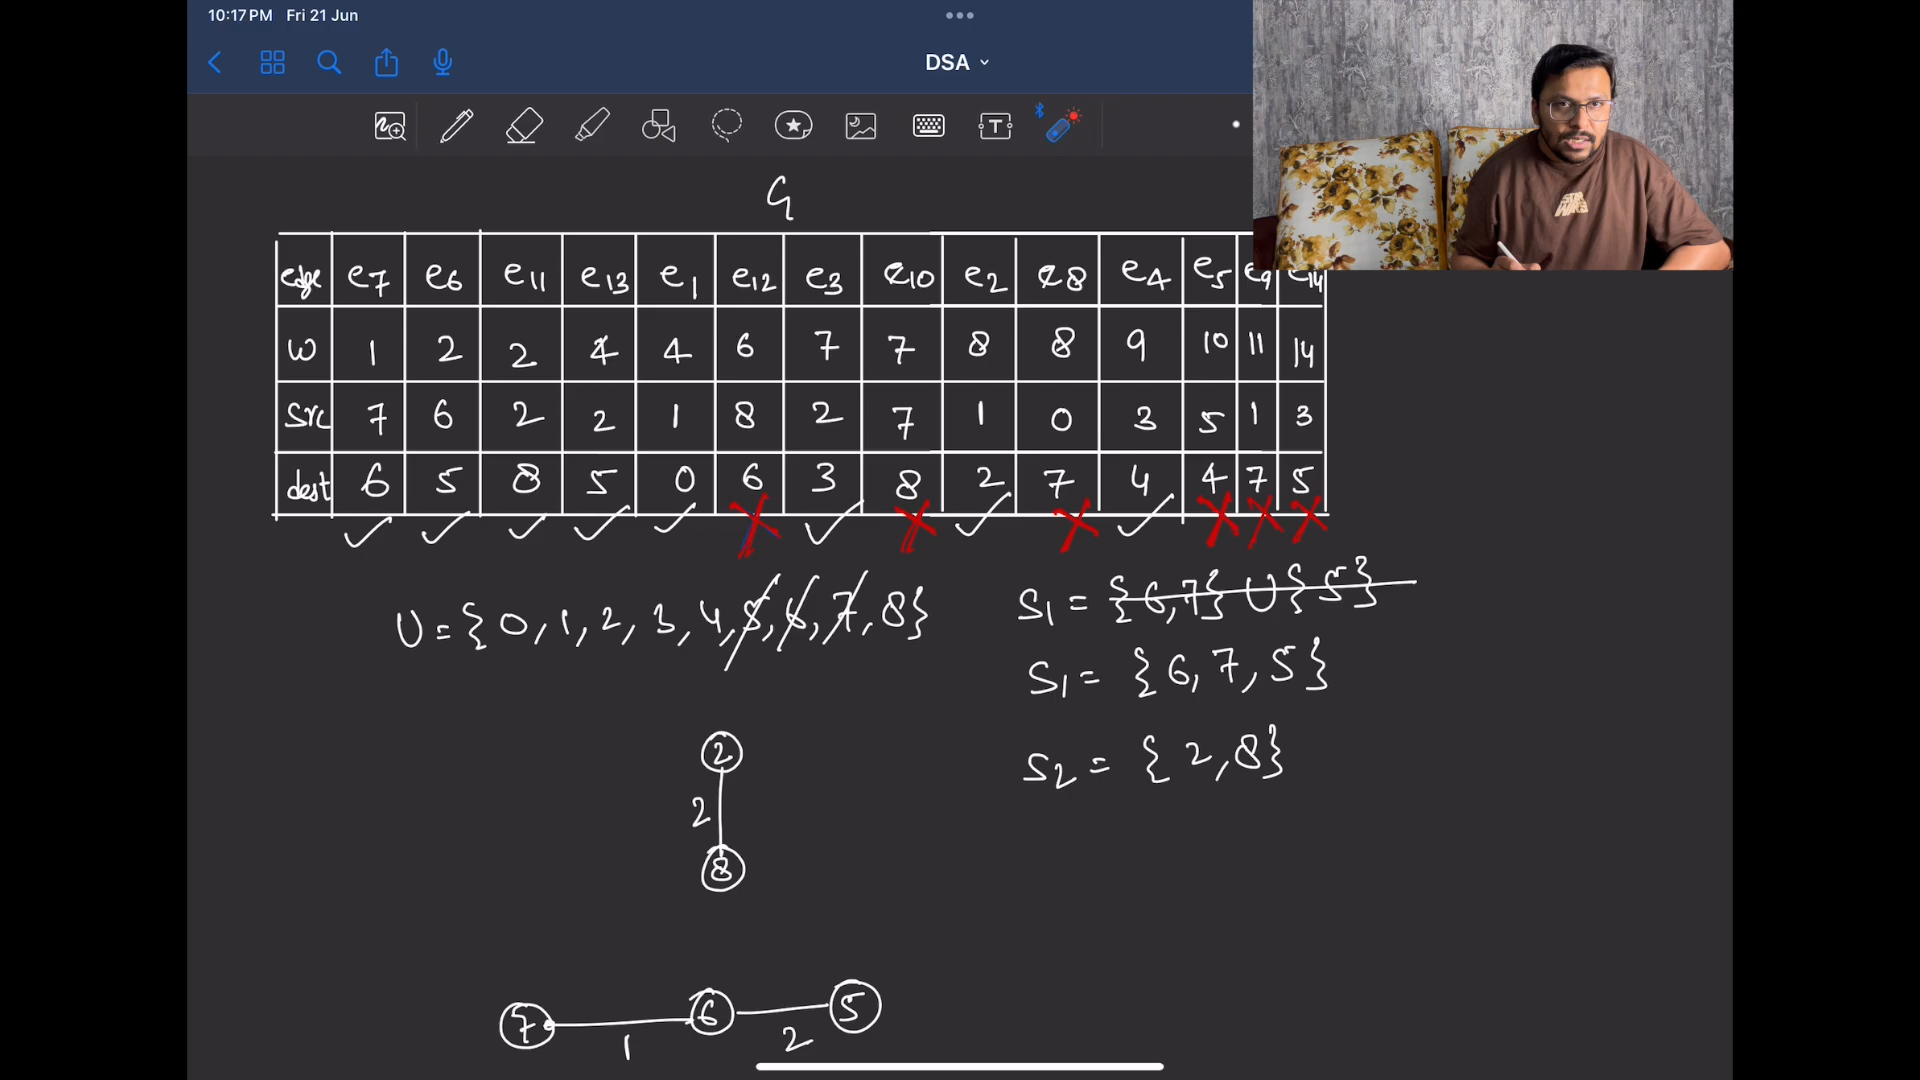 10:17 PM Fri 21 Jun
DSA
T
STAR WARS
G
edge e7 e6 e11 e13 e1 e12 e3 e10 e2 e8 e4 e5 e9 e14
W 1 2 2 4 4 6 7 7 8 8 9 10 11 14
Src 7 6 2 2 1 8 2 7 1 0 3 5 1 3
dest 6 5 8 5 0 6 3 8 2 7 4 4 7 5
U = {0, 1, 2, 3, 4, 5, 6, 7, 8}
S1 = {6,7} U {5}
S1 = {6, 7, 5}
S2 = {2, 8}
2
2
8
7 6 5
1 2